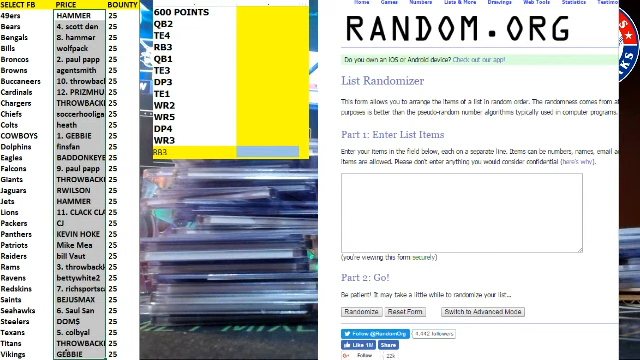 SELECT FB PRICE BOUNTY
49ers HAMMER 25
Bears 4. scott den 25
Bengals 8. hammer 25
Bills wolfpack 25
Broncos 2. paul papp 25
Browns agentsmith 25
Buccaneers 10. throwback 25
Cardinals 12. PRIZMHU 25
Chargers THROWBACK 25
Chiefs soccerhooliga 25
Colts heath 25
COWBOYS 1. GEBBIE 25
Dolphins finsfan 25
Eagles BADDONKEY 25
Falcons 9. paul papp 25
Giants THROWBACK 25
Jaguars RWILSON 25
Jets HAMMER 25
Lions 11. CLACK CLA 25
Packers CJ 25
Panthers KEVIN HOKE 25
Patriots Mike Mea 25
Raiders bill Vaut 25
Rams 3. throwback 25
Ravens bettywhite2 25
Redskins 7. richportsca 25
Saints BEJUSMAX 25
Seahawks 6. Saul San 25
Steelers DOM$ 25
Texans 5. colbyal 25
Titans THROWBACK 25
Vikings GEBBIE 25
600 POINTS
QB2
TE4
RB3
QB1
TE3
DP3
TE1
WR2
WR5
DP4
WR3
RB3
Home Games Numbers Lists & More Drawings Web Tools Statistics Testimo
RANDOM.ORG
Do you own an iOS or Android device? Check out our app!
List Randomizer
This form allows you to arrange the items of a list in random order. The randomness comes from a
purposes is better than the pseudo-random number algorithms typically used in computer programs.
Part 1: Enter List Items
Enter your items in the field below, each on a separate line. Items can be numbers, names, email a
items are allowed. Please don't enter anything you would consider confidential (here's why).
(you're viewing this form securely)
Part 2: Go!
Be patient! It may take a little while to randomize your list...
Randomize Reset Form Switch to Advanced Mode
Follow @RandomOrg 4,442 followers
Like 1M Share
Follow 22k